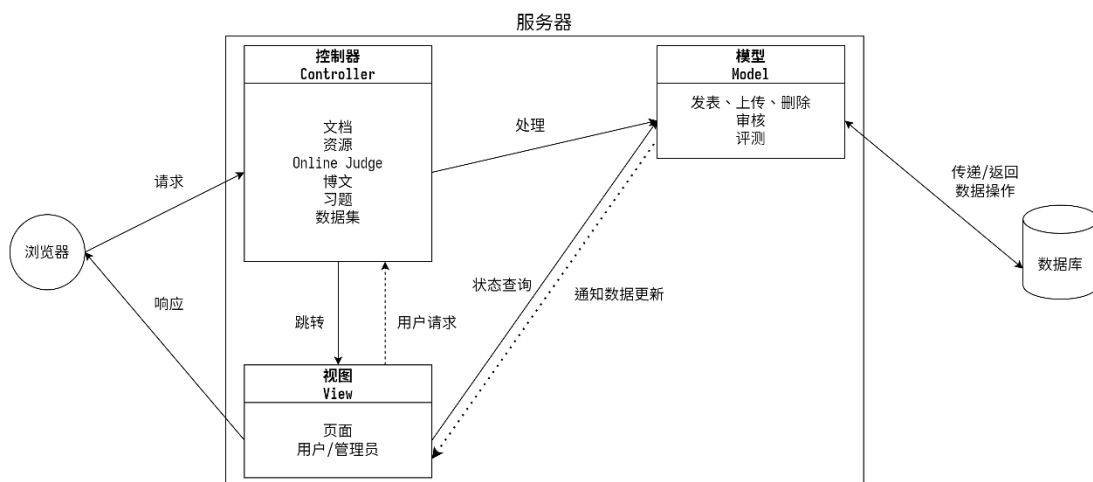 服务器
控制器
Controller
文档
资源
Online Judge
博文
习题
数据集
模型
Model
发表、上传、删除
审核
评测
处理
请求
传递/返回
数据操作
浏览器
数据库
响应
跳转
用户请求
状态查询
通知数据更新
视图
View
页面
用户/管理员